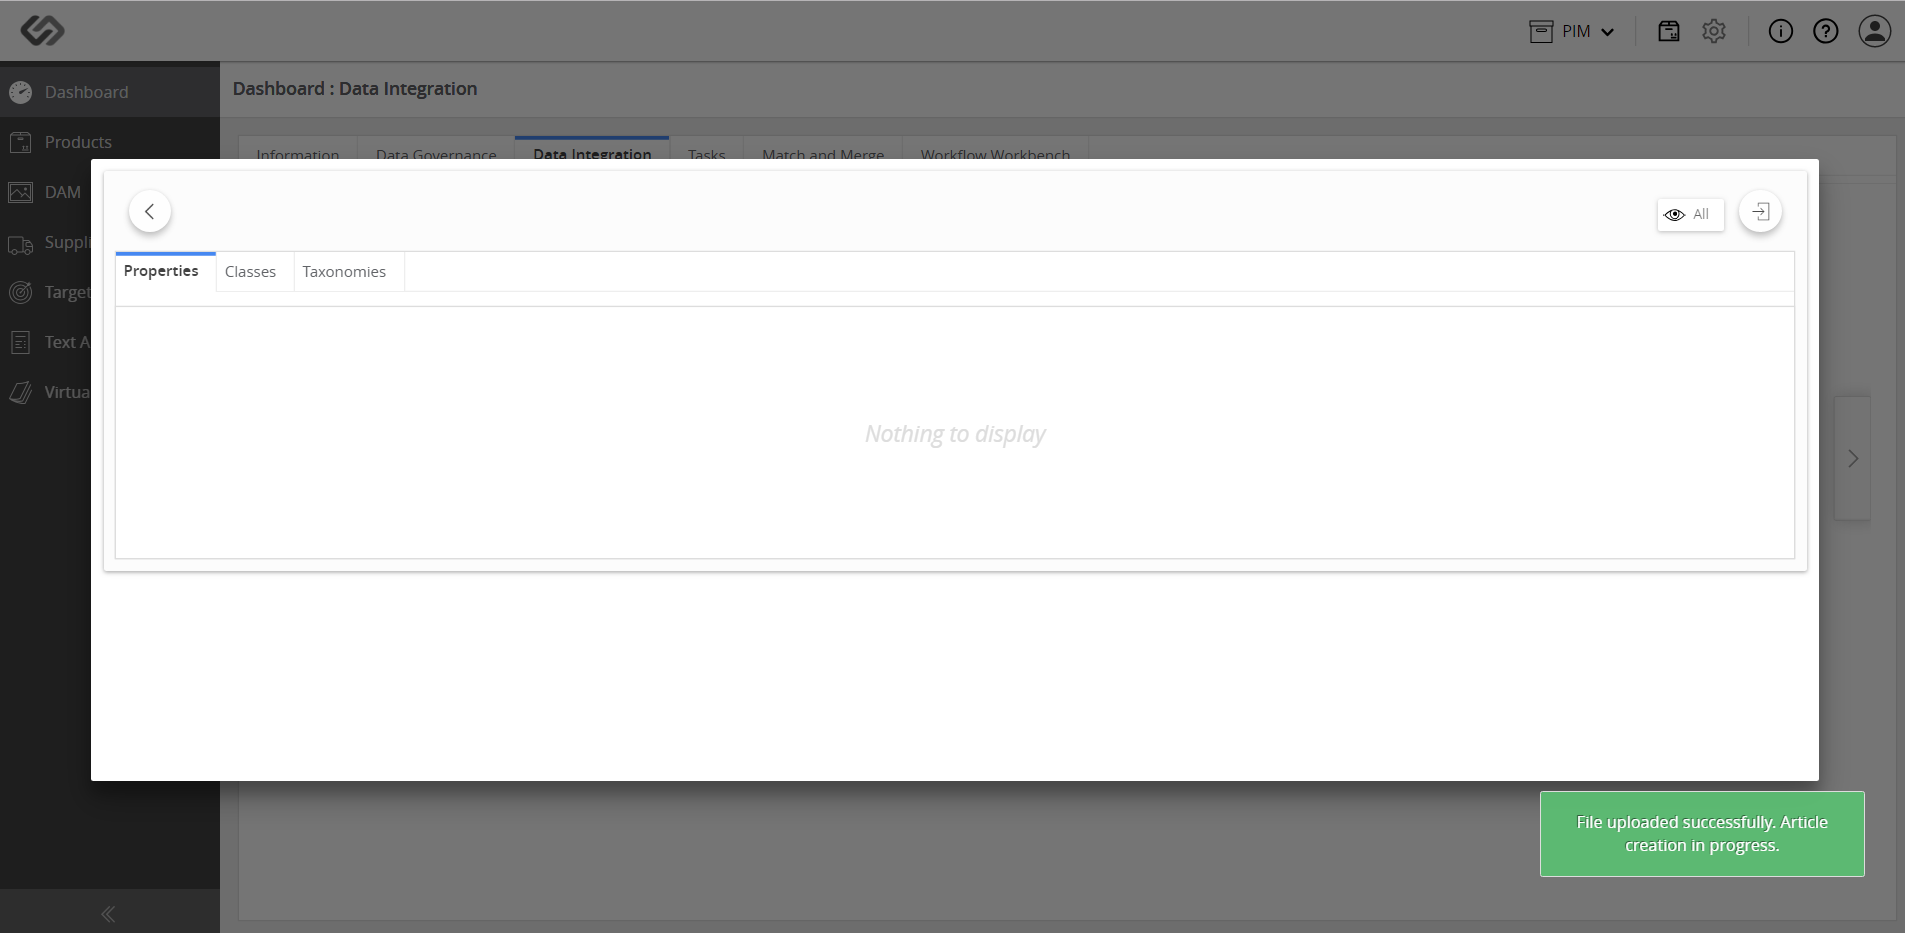 PIM
Dashboard
Dashboard : Data Integration
Products
Information
Data Governance
Data Integration
Tasks
Match and Merge
Workflow Workbench
DAM
All
Suppli
Properties
Classes
Taxonomies
Target
Text A
Virtua
Nothing to display
File uploaded successfully. Article
creation in progress.